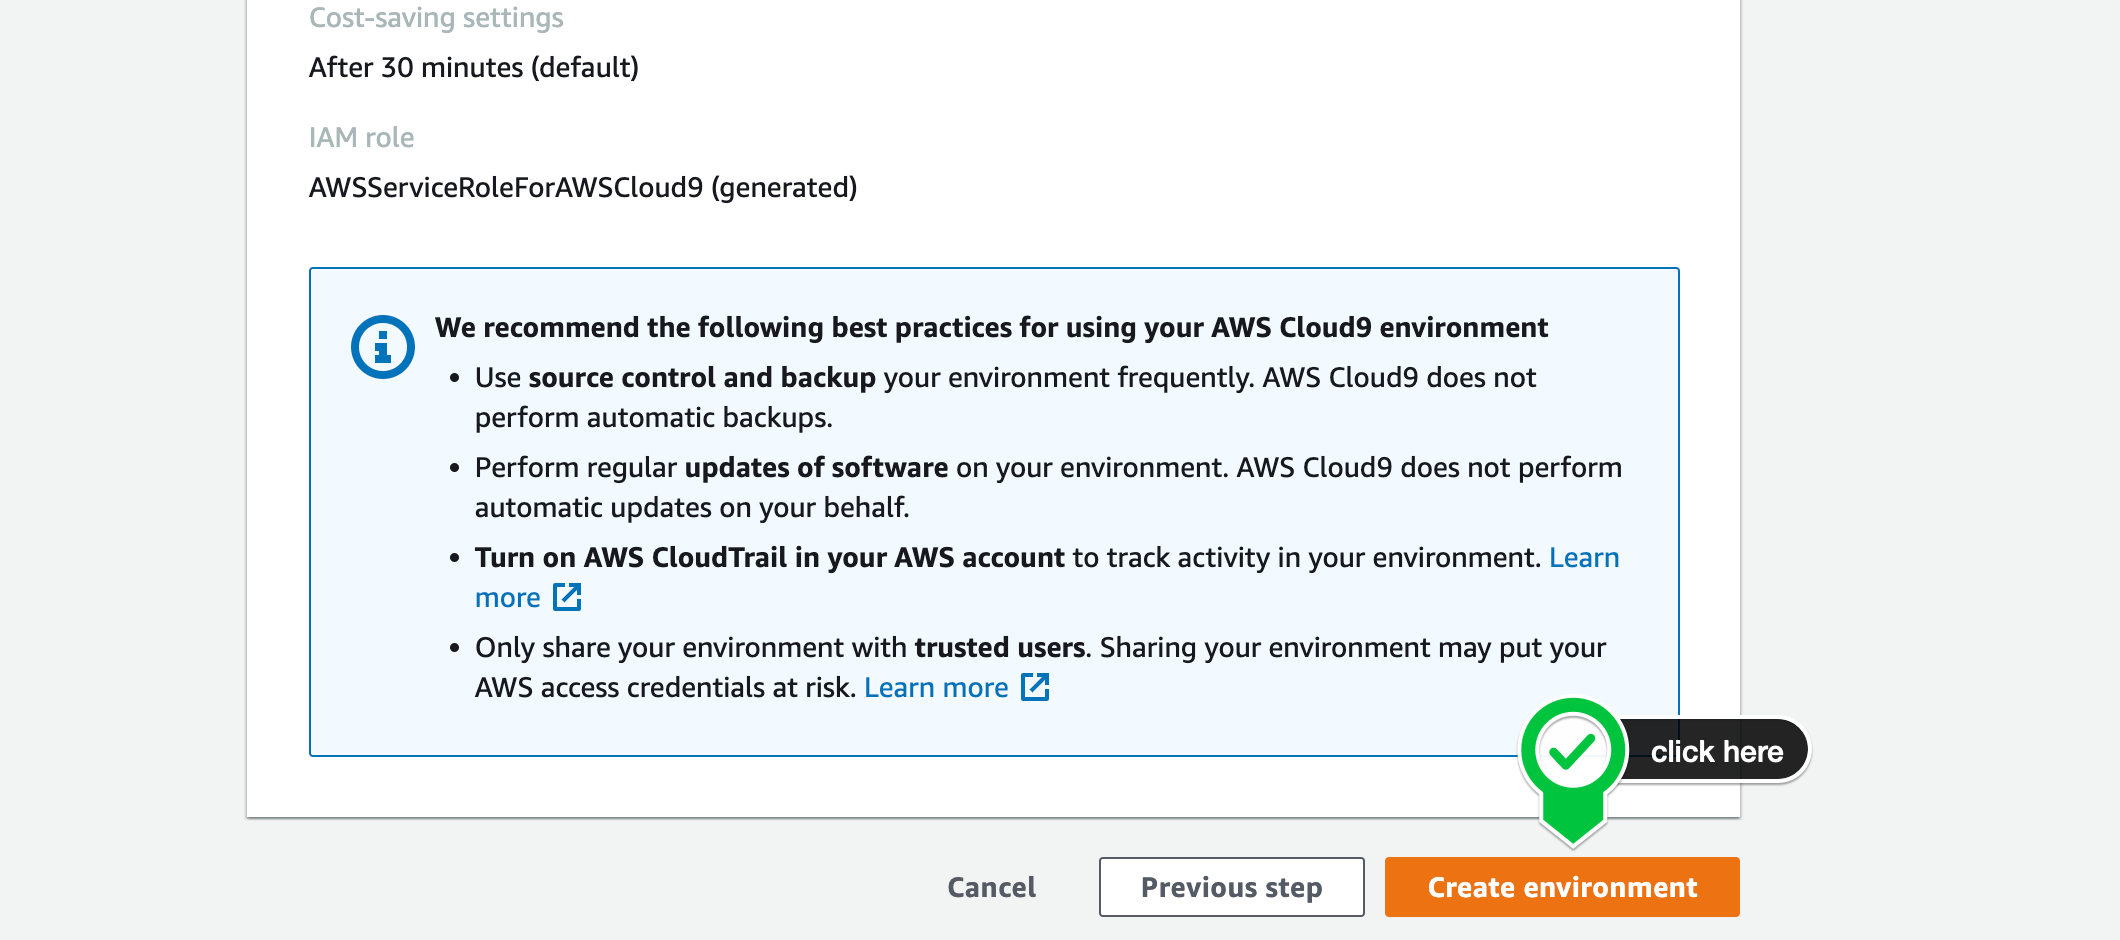 Cost-saving settings
After 30 minutes (default)
IAM role
AWSServiceRoleForAWSCloud9 (generated)
We recommend the following best practices for using your AWS Cloud9 environment
• Use source control and backup your environment frequently. AWS Cloud9 does not
perform automatic backups.
• Perform regular updates of software on your environment. AWS Cloud9 does not perform
automatic updates on your behalf.
• Turn on AWS CloudTrail in your AWS account to track activity in your environment. Learn
more
• Only share your environment with trusted users. Sharing your environment may put your
AWS access credentials at risk. Learn more
click here
Cancel
Previous step
Create environment